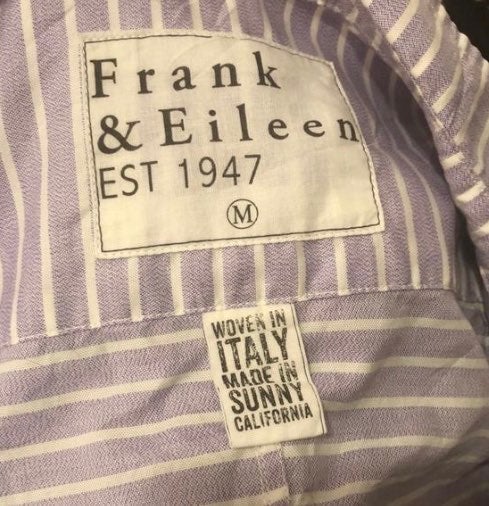 Frank
& Eileen
EST 1947
M
WOVEN IN
ITALY
MADE IN
SUNNY
CALIFORNIA